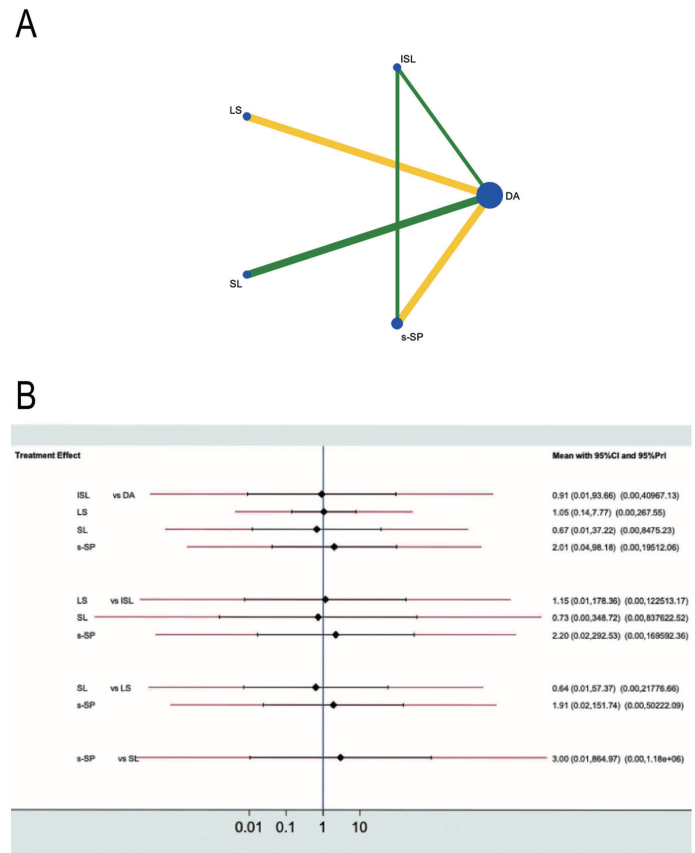 A
ISL
LS
DA
SL
s-SP
B
Treatment Effect Mean with 95%CI and 95%PrI
ISL vs DA 0.91 (0.01,93.66) (0.00,40967.13)
LS 1.05 (0.14,7.77) (0.00,267.55)
SL 0.67 (0.01,37.22) (0.00,8475.23)
s-SP 2.01 (0.04,98.18) (0.00,19512.06)
LS vs ISL 1.15 (0.01,178.36) (0.00,122513.17)
SL 0.73 (0.00,348.72) (0.00,837622.52)
s-SP 2.20 (0.02,292.53) (0.00,169592.36)
SL vs LS 0.64 (0.01,57.37) (0.00,21776.66)
s-SP 1.91 (0.02,151.74) (0.00,50222.09)
s-SP vs SL 3.00 (0.01,864.97) (0.00,1.18e+06)
0.01 0.1 1 10